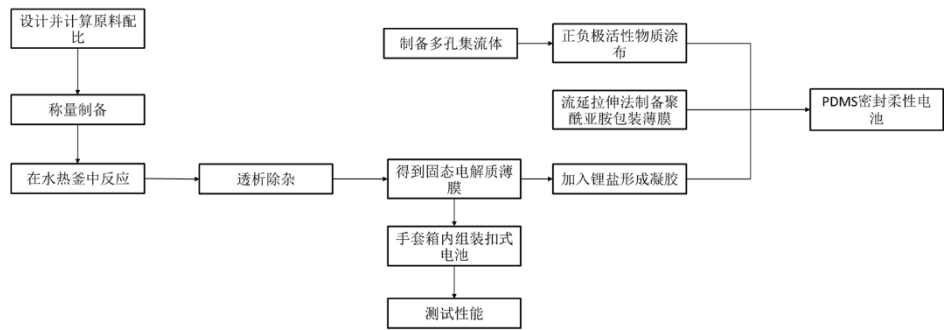 设计并计算原料配
比
称量制备
在水热釜中反应
透析除杂
得到固态电解质薄
膜
手套箱内组装扣式
电池
测试性能
加入锂盐形成凝胶
制备多孔集流体
正负极活性物质涂
布
流延拉伸法制备聚
酰亚胺包装薄膜
PDMS密封柔性电
池